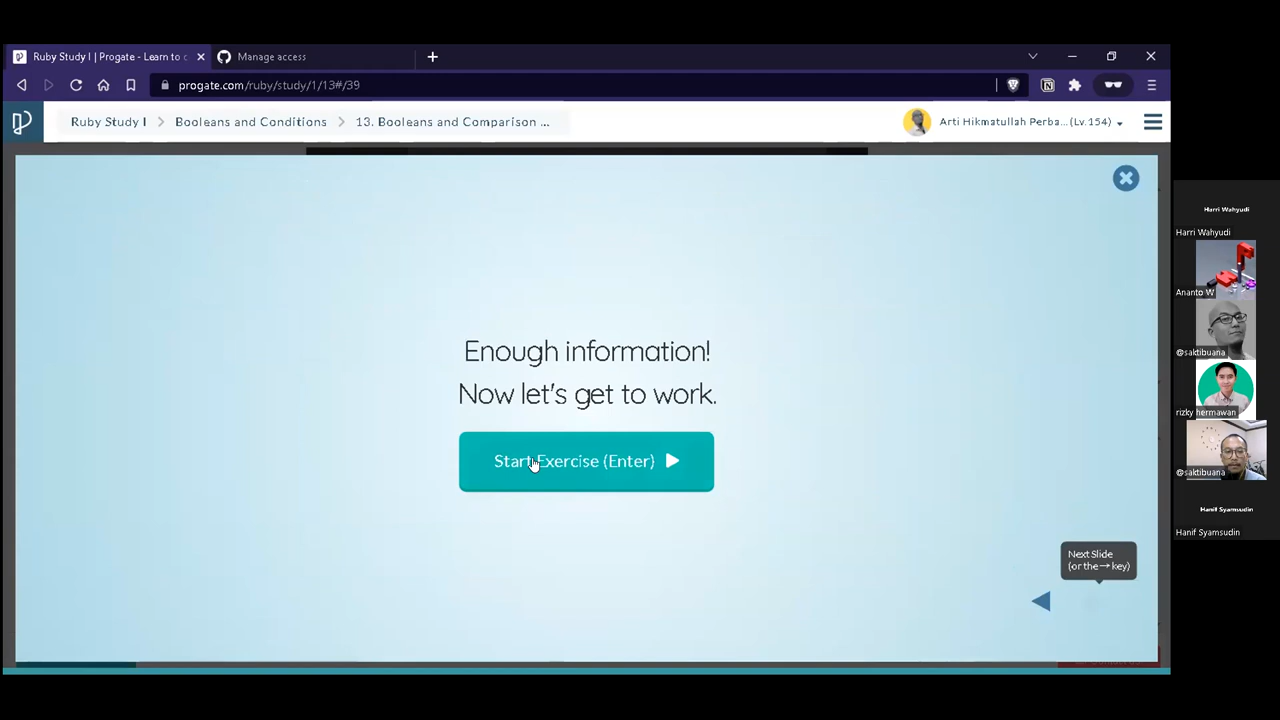 Ruby Study I | Progate - Learn to c
Manage access
progate.com/ruby/study/1/13#/39
Ruby Study I
Booleans and Conditions
13. Booleans and Comparison ...
Arti Hikmatullah Perba...(Lv.154)
Enough information!
Now let's get to work.
Start Exercise (Enter)
Next Slide
(or the → key)
Harri Wahyudi
Harri Wahyudi
Ananto W
@saktibuana
rizky hermawan
@saktibuana
Hanif Syamsudin
Hanif Syamsudin